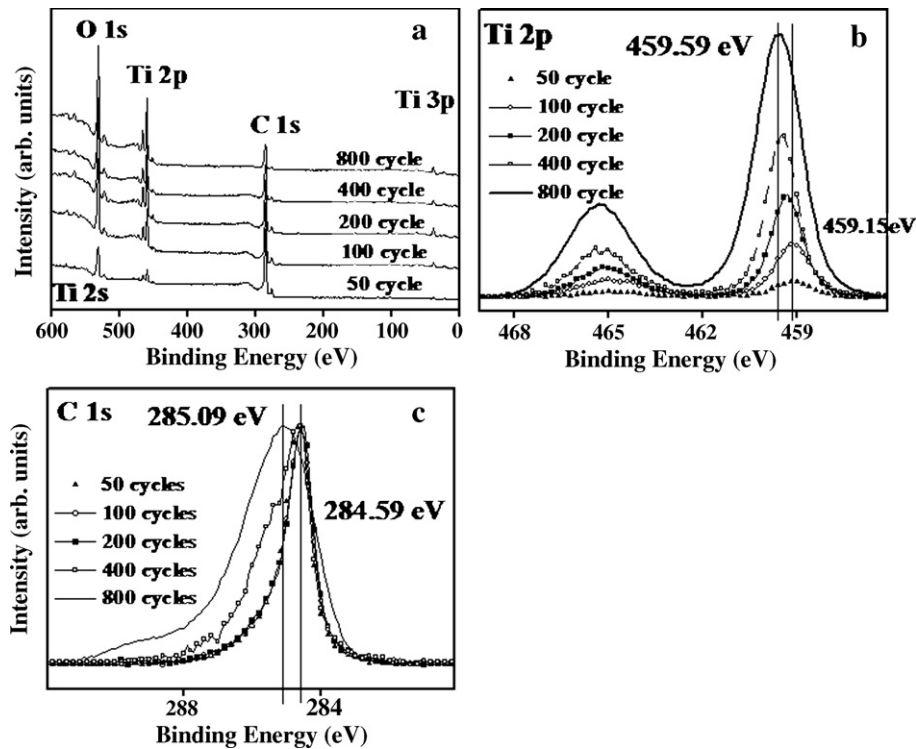 a
O 1s
Ti 2p
Ti 3p
C 1s
800 cycle
400 cycle
200 cycle
100 cycle
50 cycle
Ti 2s
600 500 400 300 200 100 0
Binding Energy (eV)
Intensity (arb. units)
Ti 2p
459.59 eV
b
50 cycle
100 cycle
200 cycle
400 cycle
800 cycle
459.15eV
468 465 462 459
Binding Energy (eV)
C 1s
285.09 eV
c
50 cycles
100 cycles
200 cycles
400 cycles
800 cycles
284.59 eV
288 284
Binding Energy (eV)
Intensity (arb. units)